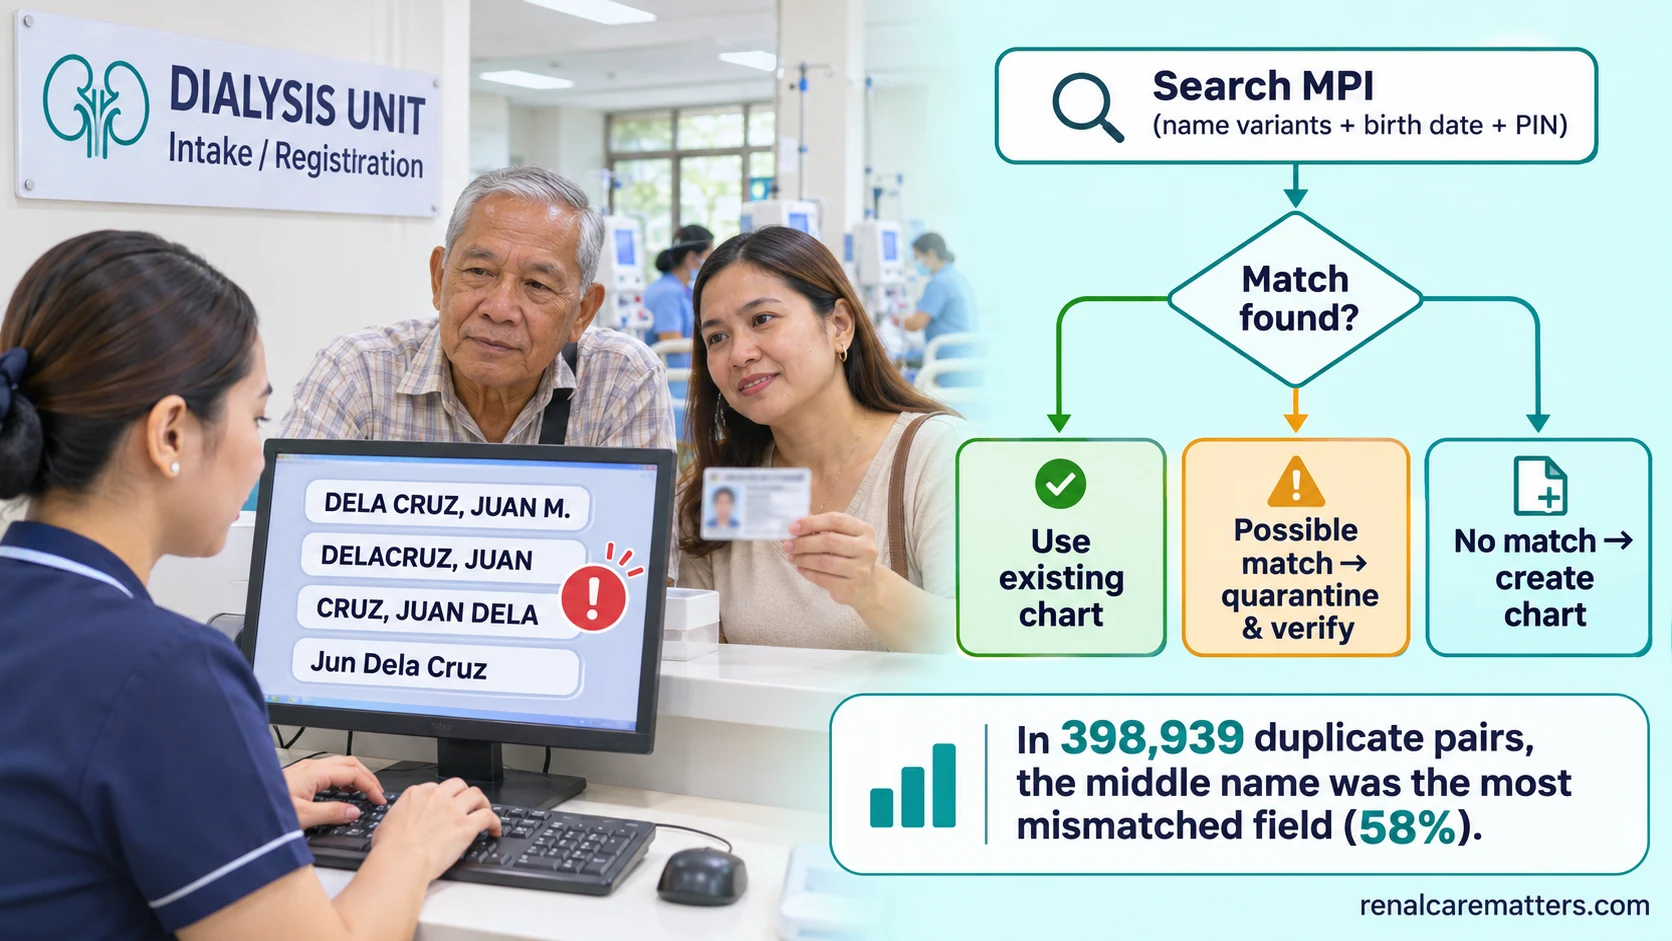 DIALYSIS UNIT
Intake / Registration
DELA CRUZ, JUAN M.
DELACRUZ, JUAN
CRUZ, JUAN DELA
Jun Dela Cruz
Search MPI
(name variants + birth date + PIN)
Match
found?
Use
existing
chart
Possible
match →
quarantine
& verify
No match →
create
chart
In 398,939 duplicate pairs,
the middle name was the most
mismatched field (58%).
renalcarematters.com